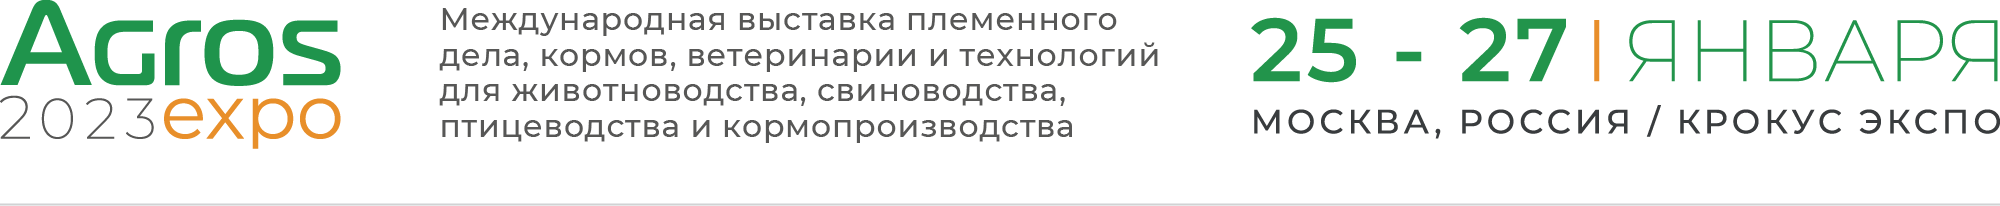 Agros
2023expo
Международная выставка племенного
дела, кормов, ветеринарии и технологий
для животноводства, свиноводства,
птицеводства и кормопроизводства
25 - 27 | ЯНВАРЯ
МОСКВА, РОССИЯ / КРОКУС ЭКСПО